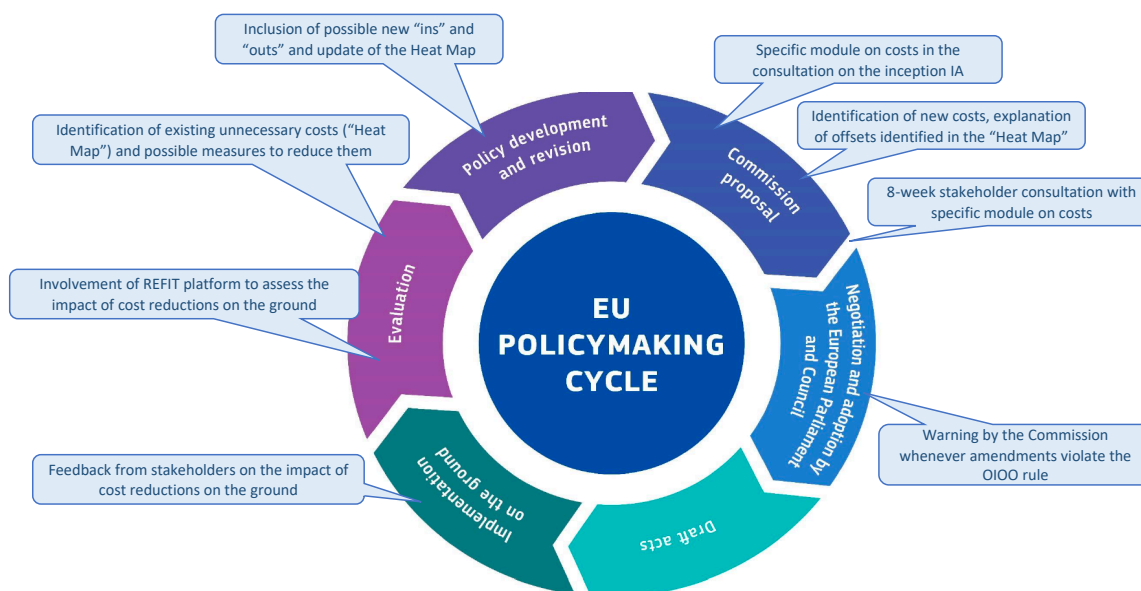 Inclusion of possible new “ins” and
“outs” and update of the Heat Map
Specific module on costs in the
consultation on the inception IA
Identification of existing unnecessary costs (“Heat
Map”) and possible measures to reduce them
Identification of new costs, explanation
of offsets identified in the “Heat Map”
8-week stakeholder consultation with
specific module on costs
Involvement of REFIT platform to assess the
impact of cost reductions on the ground
Warning by the Commission
whenever amendments violate the
OIOO rule
Feedback from stakeholders on the impact of
cost reductions on the ground
Policy development
and revision
Commission
proposal
Negotiation and adoption by
the European Parliament
and Council
Draft acts
Implementation
on the ground
Evaluation
EU
POLICYMAKING
CYCLE